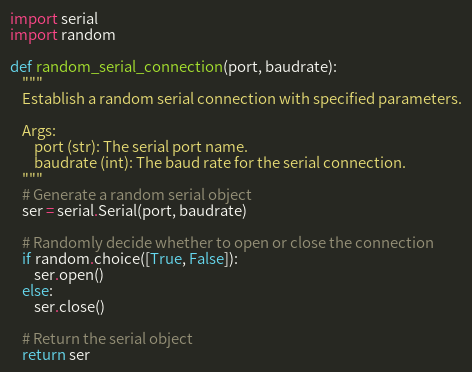 import serial
import random

def random_serial_connection(port, baudrate):
    """
    Establish a random serial connection with specified parameters.

    Args:
        port (str): The serial port name.
        baudrate (int): The baud rate for the serial connection.
    """
    # Generate a random serial object
    ser = serial.Serial(port, baudrate)

    # Randomly decide whether to open or close the connection
    if random.choice([True, False]):
        ser.open()
    else:
        ser.close()

    # Return the serial object
    return ser